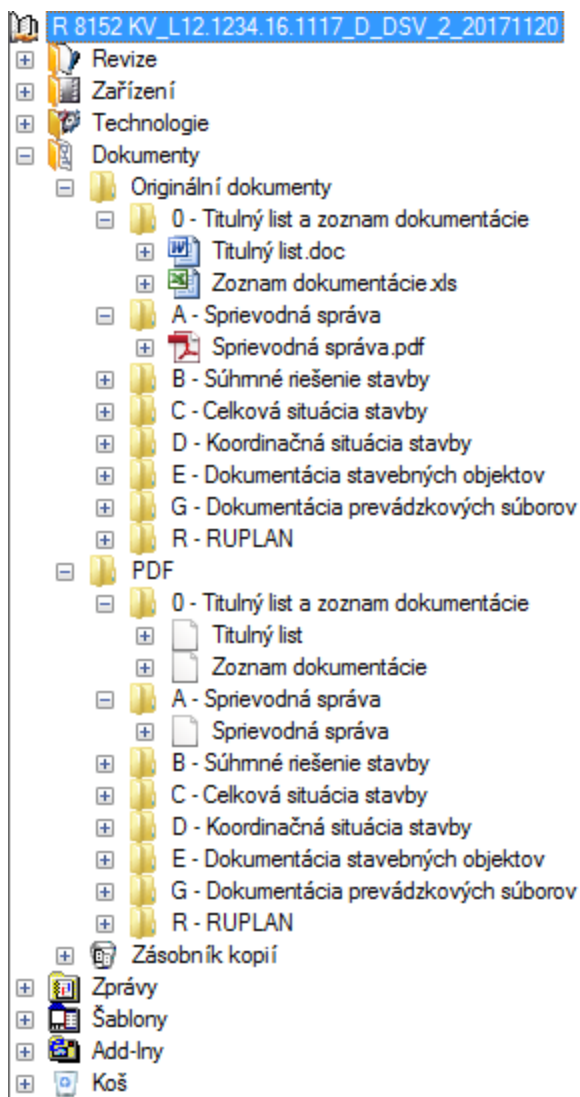 R 8152 KV_L12.1234.16.1117_D_DSV_2_20171120
Revize
Zařízení
Technologie
Dokumenty
Originální dokumenty
0 - Titulný list a zoznam dokumentácie
Titulný list.doc
Zoznam dokumentácie.xls
A - Sprievodná správa
Sprievodná správa.pdf
B - Súhrnné riešenie stavby
C - Celková situácia stavby
D - Koordinačná situácia stavby
E - Dokumentácia stavebných objektov
G - Dokumentácia prevádzkových súborov
R - RUPLAN
PDF
0 - Titulný list a zoznam dokumentácie
Titulný list
Zoznam dokumentácie
A - Sprievodná správa
Sprievodná správa
B - Súhrnné riešenie stavby
C - Celková situácia stavby
D - Koordinačná situácia stavby
E - Dokumentácia stavebných objektov
G - Dokumentácia prevádzkových súborov
R - RUPLAN
Zásobník kopií
Zprávy
Šablony
Add-Iny
Koš